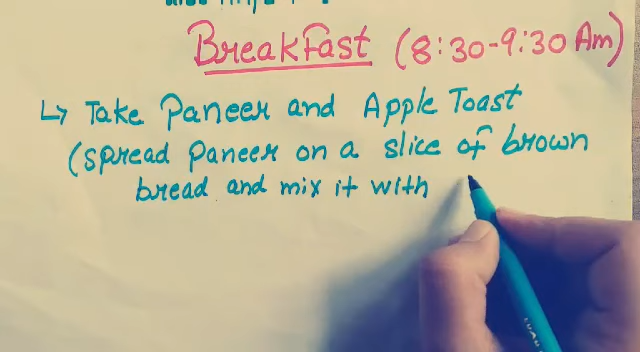 BreakFast (8:30-9:30 Am)
↳ Take Paneer and Apple Toast
(spread Paneer on a slice of brown
bread and mix it with